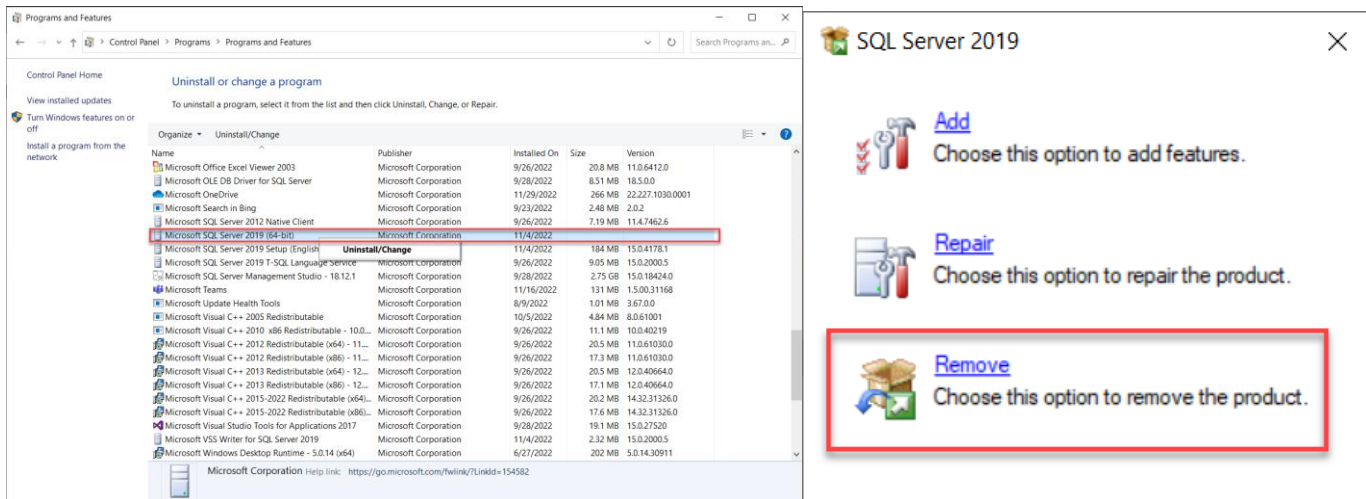 Programs and Features
Control Panel > Programs > Programs and Features
Search Programs an...
Control Panel Home
View installed updates
Turn Windows features on or
off
Install a program from the
network
Uninstall or change a program
To uninstall a program, select it from the list and then click Uninstall, Change, or Repair.
Organize Uninstall/Change
Name Publisher Installed On Size Version
Microsoft Office Excel Viewer 2003 Microsoft Corporation 9/26/2022 20.8 MB 11.0.6412.0
Microsoft OLE DB Driver for SQL Server Microsoft Corporation 9/28/2022 8.51 MB 18.5.0.0
Microsoft OneDrive Microsoft Corporation 11/29/2022 266 MB 22.227.1030.0001
Microsoft Search in Bing Microsoft Corporation 9/23/2022 2.48 MB 2.0.2
Microsoft SQL Server 2012 Native Client Microsoft Corporation 9/26/2022 7.19 MB 11.4.7462.6
Microsoft SQL Server 2019 (64-bit) Microsoft Corporation 11/4/2022
Microsoft SQL Server 2019 Setup (English Uninstall/Change 11/4/2022 184 MB 15.0.4178.1
Microsoft SQL Server 2019 T-SQL Language Service Microsoft Corporation 9/26/2022 9.05 MB 15.0.2000.5
Microsoft SQL Server Management Studio - 18.12.1 Microsoft Corporation 9/28/2022 2.75 GB 15.0.18424.0
Microsoft Teams Microsoft Corporation 11/16/2022 131 MB 1.5.00.31168
Microsoft Update Health Tools Microsoft Corporation 8/9/2022 1.01 MB 3.67.0.0
Microsoft Visual C++ 2005 Redistributable Microsoft Corporation 10/5/2022 4.84 MB 8.0.61001
Microsoft Visual C++ 2010 x86 Redistributable - 10.0... Microsoft Corporation 9/26/2022 11.1 MB 10.0.40219
Microsoft Visual C++ 2012 Redistributable (x64) - 11.... Microsoft Corporation 9/26/2022 20.5 MB 11.0.61030.0
Microsoft Visual C++ 2012 Redistributable (x86) - 11.... Microsoft Corporation 9/26/2022 17.3 MB 11.0.61030.0
Microsoft Visual C++ 2013 Redistributable (x64) - 12.... Microsoft Corporation 9/26/2022 20.5 MB 12.0.40664.0
Microsoft Visual C++ 2013 Redistributable (x86) - 12... Microsoft Corporation 9/26/2022 17.1 MB 12.0.40664.0
Microsoft Visual C++ 2015-2022 Redistributable (x64)... Microsoft Corporation 9/26/2022 20.2 MB 14.32.31326.0
Microsoft Visual C++ 2015-2022 Redistributable (x86)... Microsoft Corporation 9/26/2022 17.6 MB 14.32.31326.0
Microsoft Visual Studio Tools for Applications 2017 Microsoft Corporation 9/28/2022 19.1 MB 15.0.27520
Microsoft VSS Writer for SQL Server 2019 Microsoft Corporation 11/4/2022 2.32 MB 15.0.2000.5
Microsoft Windows Desktop Runtime - 5.0.14 (x64) Microsoft Corporation 6/27/2022 202 MB 5.0.14.30911
Microsoft Corporation Help link: https://go.microsoft.com/fwlink/?LinkId=154582
SQL Server 2019
Add
Choose this option to add features.
Repair
Choose this option to repair the product.
Remove
Choose this option to remove the product.